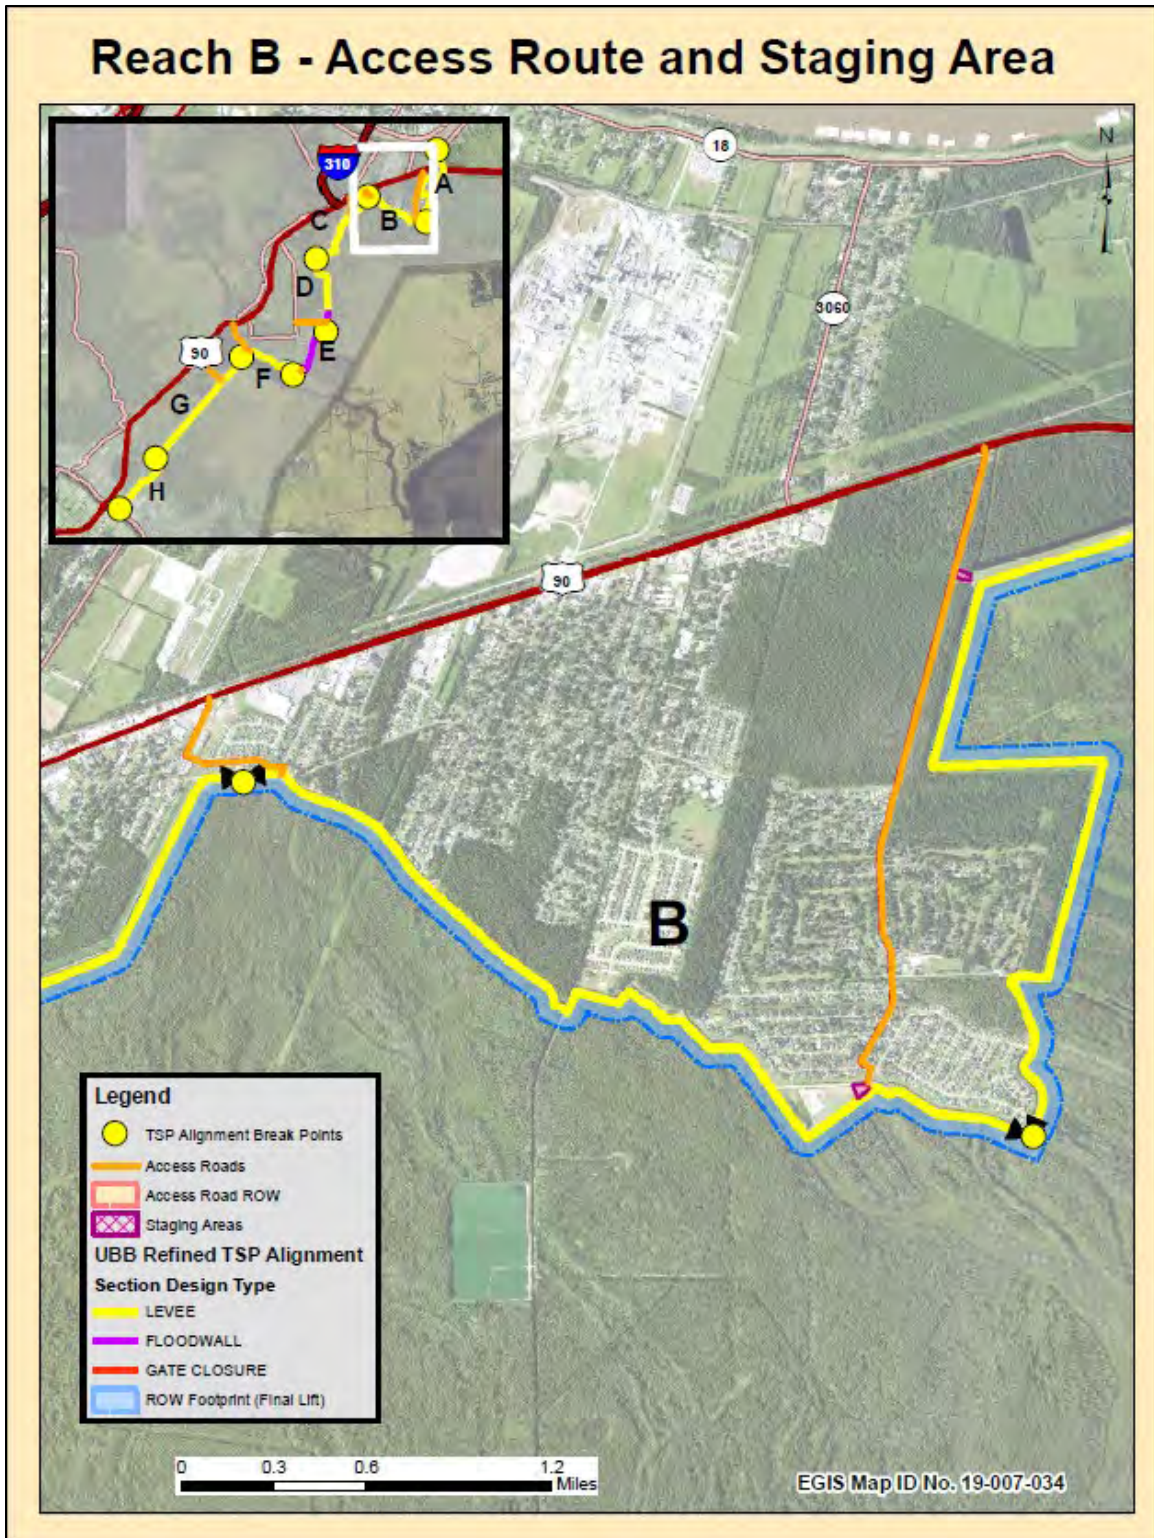 Reach B - Access Route and Staging Area
18
N
310
A
C
B
D
3060
E
90
F
G
H
90
B
Legend
TSP Alignment Break Points
Access Roads
Access Road ROW
Staging Areas
UBB Refined TSP Alignment
Section Design Type
LEVEE
FLOODWALL
GATE CLOSURE
ROW Footprint (Final Lift)
0 0.3 0.6 1.2
Miles
EGIS Map ID No. 19-007-034